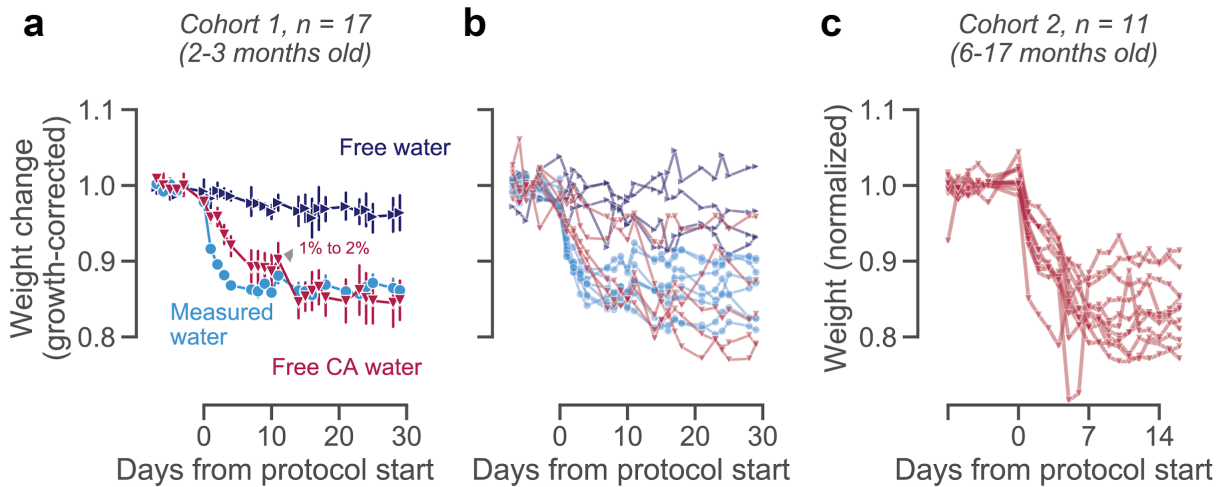 a
Cohort 1, n = 17
(2-3 months old)
b
c
Cohort 2, n = 11
(6-17 months old)
Weight change
(growth-corrected)
1.1
1.0
0.9
0.8
Free water
1% to 2%
Measured
water
Free CA water
0
10
20
30
Days from protocol start
0
10
20
30
Days from protocol start
Weight (normalized)
1.1
1.0
0.9
0.8
0
7
14
Days from protocol start